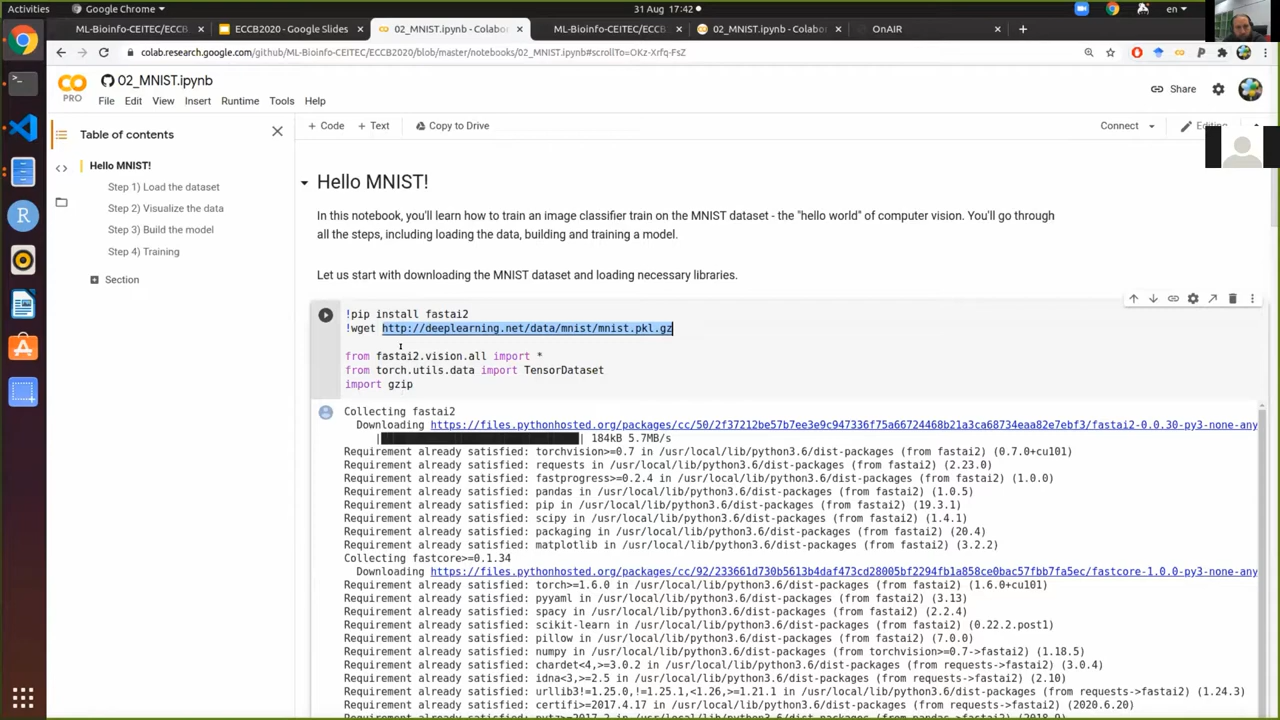 Activities
Google Chrome
31 Aug 17:42
en
ML-Bioinfo-CEITEC/ECCB
ECCB2020 - Google Slides
02_MNIST.ipynb - Colabora
ML-Bioinfo-CEITEC/ECCB
02_MNIST.ipynb - Colabo
OnAIR
colab.research.google.com/github/ML-Bioinfo-CEITEC/ECCB2020/blob/master/notebooks/02_MNIST.ipynb#scrollTo=OKz-Xrfq-FsZ
PRO
02_MNIST.ipynb
Share
File Edit View Insert Runtime Tools Help
Table of contents
+ Code + Text Copy to Drive
Connect
Editing
Hello MNIST!
Step 1) Load the dataset
Step 2) Visualize the data
Step 3) Build the model
Step 4) Training
Section
Hello MNIST!
In this notebook, you'll learn how to train an image classifier train on the MNIST dataset - the "hello world" of computer vision. You'll go through
all the steps, including loading the data, building and training a model.
Let us start with downloading the MNIST dataset and loading necessary libraries.
!pip install fastai2
!wget http://deeplearning.net/data/mnist/mnist.pkl.gz
from fastai2.vision.all import *
from torch.utils.data import TensorDataset
import gzip
Collecting fastai2
Downloading https://files.pythonhosted.org/packages/cc/50/2f37212be57b7ee3e9c947336f75a66724468b21a3ca68734eaa82e7ebf3/fastai2-0.0.30-py3-none-any
184kB 5.7MB/s
Requirement already satisfied: torchvision>=0.7 in /usr/local/lib/python3.6/dist-packages (from fastai2) (0.7.0+cu101)
Requirement already satisfied: requests in /usr/local/lib/python3.6/dist-packages (from fastai2) (2.23.0)
Requirement already satisfied: fastprogress>=0.2.4 in /usr/local/lib/python3.6/dist-packages (from fastai2) (1.0.0)
Requirement already satisfied: pandas in /usr/local/lib/python3.6/dist-packages (from fastai2) (1.0.5)
Requirement already satisfied: pip in /usr/local/lib/python3.6/dist-packages (from fastai2) (19.3.1)
Requirement already satisfied: scipy in /usr/local/lib/python3.6/dist-packages (from fastai2) (1.4.1)
Requirement already satisfied: packaging in /usr/local/lib/python3.6/dist-packages (from fastai2) (20.4)
Requirement already satisfied: matplotlib in /usr/local/lib/python3.6/dist-packages (from fastai2) (3.2.2)
Collecting fastcore>=0.1.34
Downloading https://files.pythonhosted.org/packages/cc/92/233661d730b5613b4daf473cd28005bf2294fb1a858ce0bac57fbb7fa5ec/fastcore-1.0.0-py3-none-any
Requirement already satisfied: torch>=1.6.0 in /usr/local/lib/python3.6/dist-packages (from fastai2) (1.6.0+cu101)
Requirement already satisfied: pyyaml in /usr/local/lib/python3.6/dist-packages (from fastai2) (3.13)
Requirement already satisfied: spacy in /usr/local/lib/python3.6/dist-packages (from fastai2) (2.2.4)
Requirement already satisfied: scikit-learn in /usr/local/lib/python3.6/dist-packages (from fastai2) (0.22.2.post1)
Requirement already satisfied: pillow in /usr/local/lib/python3.6/dist-packages (from fastai2) (7.0.0)
Requirement already satisfied: numpy in /usr/local/lib/python3.6/dist-packages (from torchvision>=0.7->fastai2) (1.18.5)
Requirement already satisfied: chardet<4,>=3.0.2 in /usr/local/lib/python3.6/dist-packages (from requests->fastai2) (3.0.4)
Requirement already satisfied: idna<3,>=2.5 in /usr/local/lib/python3.6/dist-packages (from requests->fastai2) (2.10)
Requirement already satisfied: urllib3!=1.25.0,!=1.25.1,<1.26,>=1.21.1 in /usr/local/lib/python3.6/dist-packages (from requests->fastai2) (1.24.3)
Requirement already satisfied: certifi>=2017.4.17 in /usr/local/lib/python3.6/dist-packages (from requests->fastai2) (2020.6.20)
Requirement already satisfied: pytz>=2017.2 in /usr/local/lib/python3.6/dist-packages (from pandas->fastai2) (2018.9)